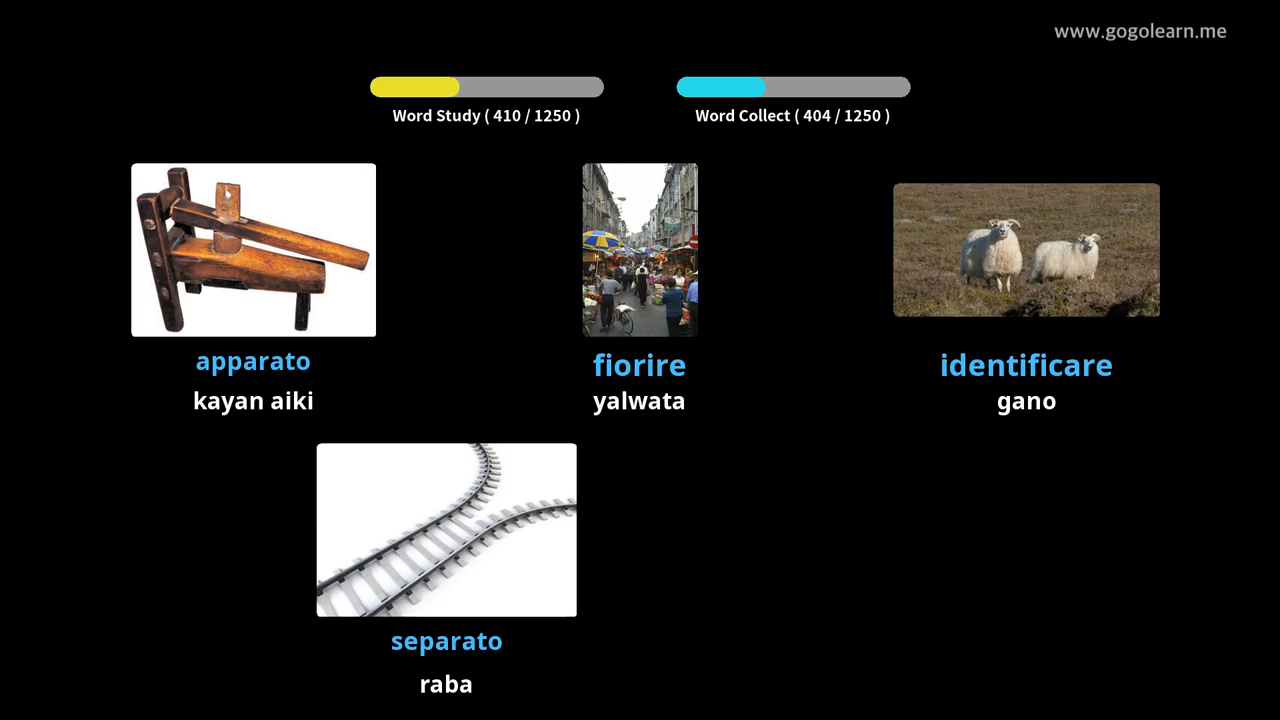 www.gogolearn.me
Word Study ( 410 / 1250 )
Word Collect ( 404 / 1250 )
apparato
kayan aiki
fiorire
yalwata
identificare
gano
separato
raba